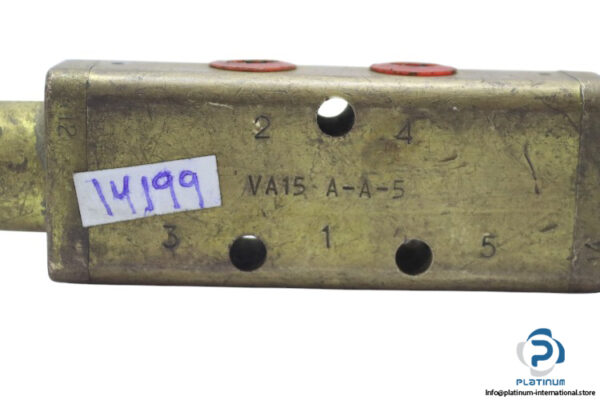 12
2 4
14199
VA15 A-A-5
3 1 5
PLATINUM
Info@platinum-international.store